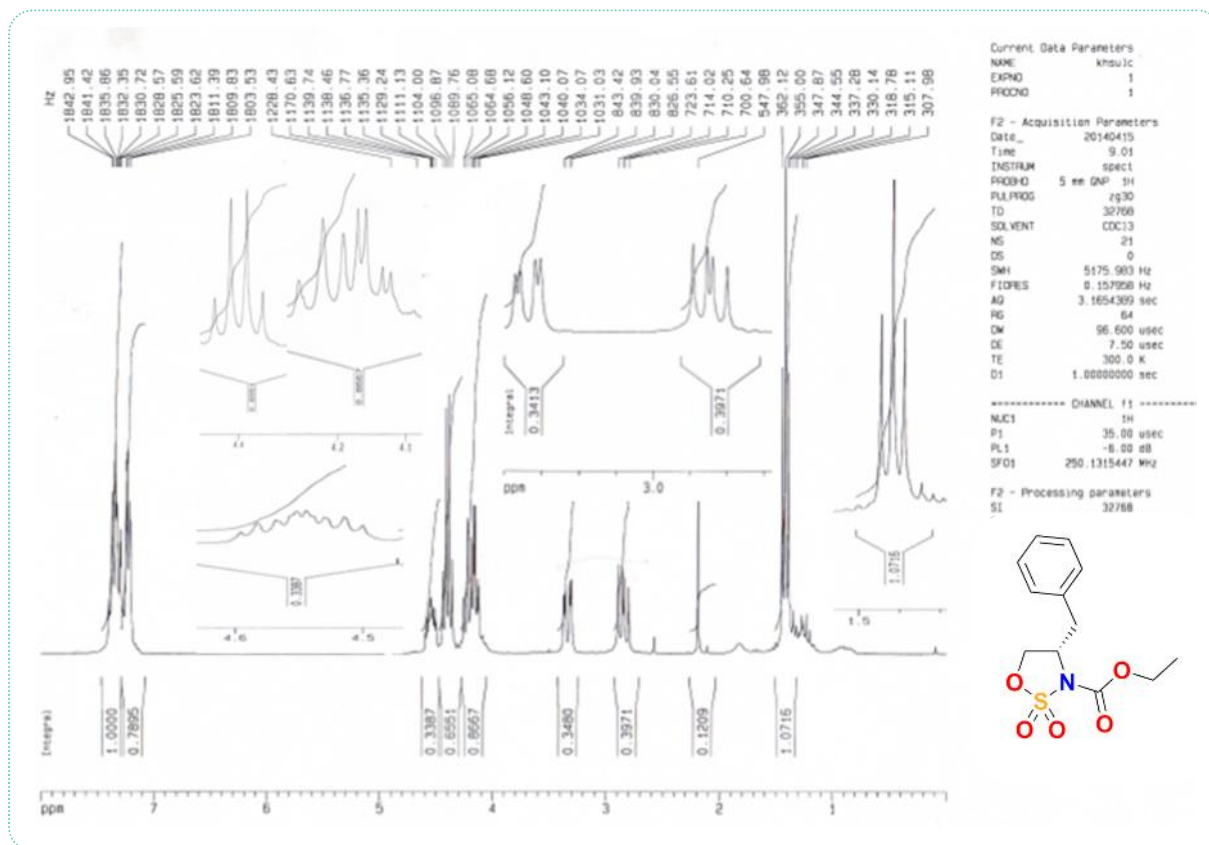 Hz
1842.95
1841.42
1835.86
1832.35
1830.72
1828.57
1825.59
1823.62
1811.39
1809.83
1803.53
1228.43
1170.63
1139.74
1138.46
1136.77
1135.36
1129.24
1111.13
1104.00
1096.87
1089.76
1065.08
1064.68
1056.12
1048.60
1043.10
1040.07
1034.07
1031.03
843.42
839.93
830.04
826.55
723.61
714.02
710.25
700.64
547.98
362.12
355.00
347.87
344.55
337.28
330.14
318.78
315.11
307.98
4.2
4.1
0.3387
4.6
4.5
Integral
0.3413
0.3971
ppm
3.0
1.0716
1.5
Integral
1.0000
0.7895
0.3387
0.6551
0.8667
0.3480
0.3971
0.1209
1.0716
ppm
7
6
5
4
3
2
1
Current Data Parameters
NAME khsulc
EXPNO 1
PROCNO 1
F2 - Acquisition Parameters
Date_ 20140415
Time 9.01
INSTRUM spect
PROBHD 5 mm QNP 1H
PULPROG zg30
TD 32768
SOLVENT CDCl3
NS 21
DS 0
SWH 5175.983 Hz
FIDRES 0.157958 Hz
AQ 3.1654389 sec
RG 64
DW 96.600 usec
DE 7.50 usec
TE 300.0 K
D1 1.00000000 sec
CHANNEL f1
NUC1 1H
P1 35.00 usec
PL1 -6.00 dB
SFO1 250.1315447 MHz
F2 - Processing parameters
SI 32768
O
S
N
O
O
O
O